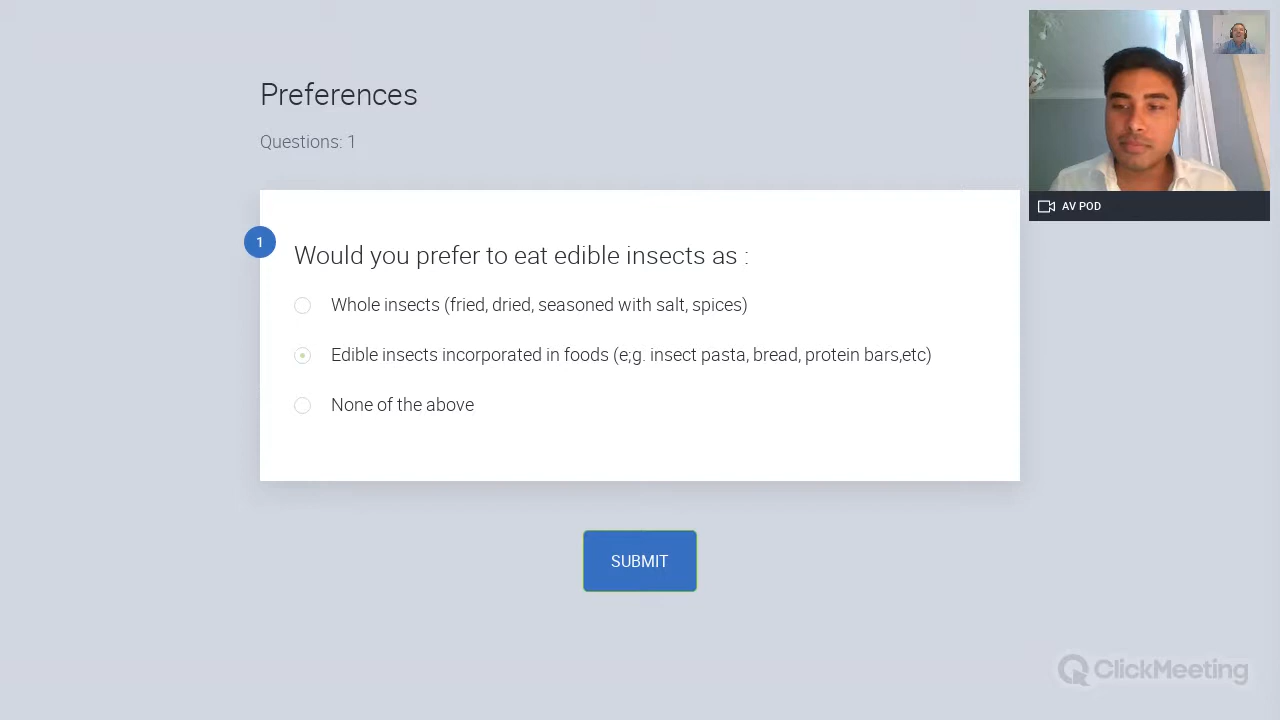 Preferences
Questions: 1
1
Would you prefer to eat edible insects as :
Whole insects (fried, dried, seasoned with salt, spices)
Edible insects incorporated in foods (e;g. insect pasta, bread, protein bars,etc)
None of the above
SUBMIT
AV POD
ClickMeeting